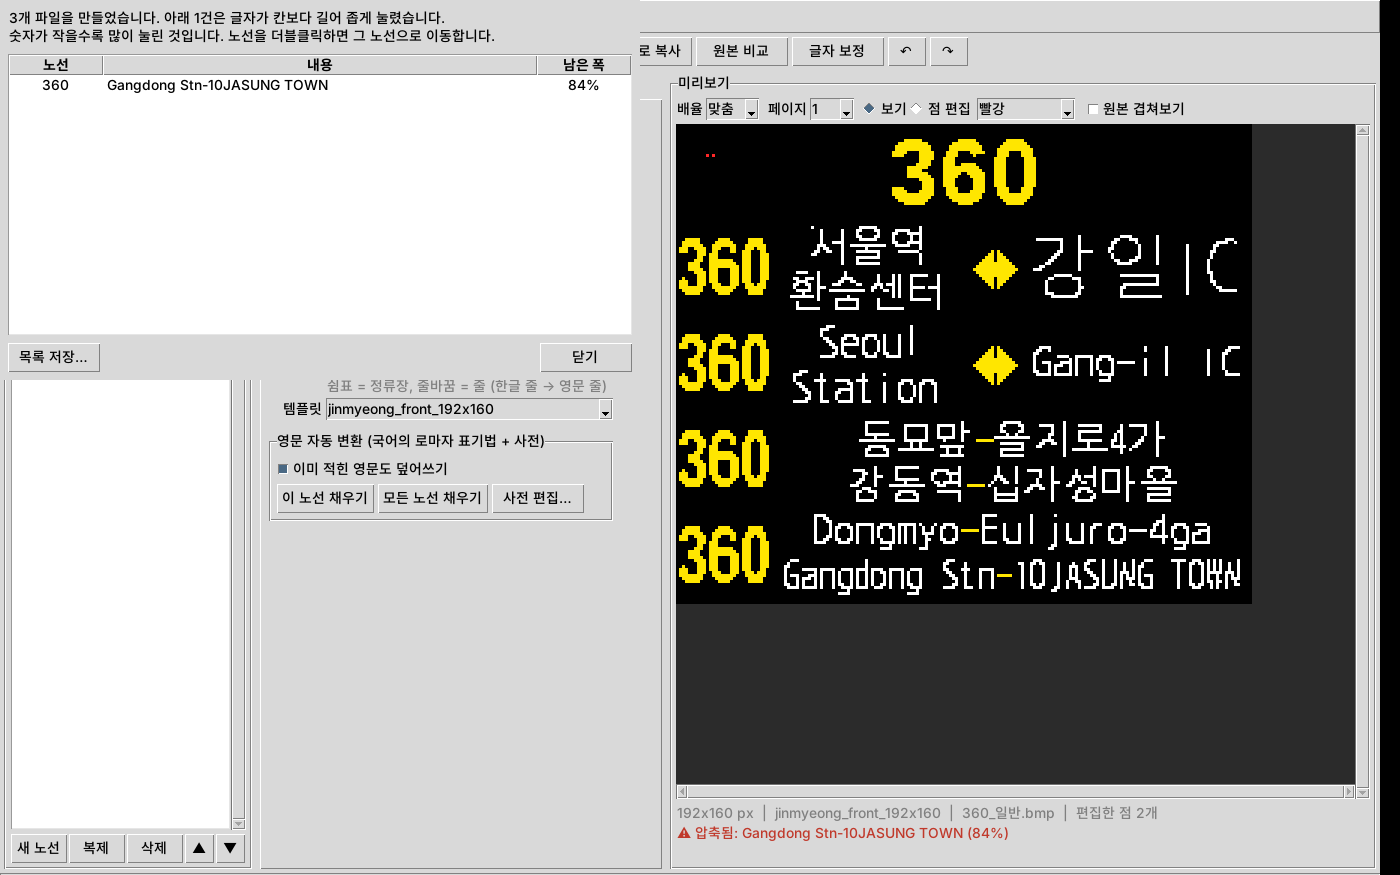 3개 파일을 만들었습니다. 아래 1건은 글자가 칸보다 길어 좁게 눌렸습니다.
숫자가 작을수록 많이 눌린 것입니다. 노선을 더블클릭하면 그 노선으로 이동합니다.
노선 내용 남은 폭
360 Gangdong Stn-10JASUNG TOWN 84%
목록 저장... 닫기
로 복사 원본 비교 글자 보정 ↶ ↷
미리보기
배율 맞춤 페이지 1 보기 점 편집 빨강 원본 겹쳐보기
360
360 서울역 환승센터 강일IC
360 Seoul Station Gang-il IC
360 동묘앞-을지로4가
강동역-십자성마을
360 Dongmyo-Euljuro-4ga
Gangdong Stn-10JASUNG TOWN
쉼표 = 정류장, 줄바꿈 = 줄 (한글 줄 → 영문 줄)
템플릿 jinmyeong_front_192x160
영문 자동 변환 (국어의 로마자 표기법 + 사전)
이미 적힌 영문도 덮어쓰기
이 노선 채우기 모든 노선 채우기 사전 편집...
새 노선 복제 삭제 ▲ ▼
192x160 px | jinmyeong_front_192x160 | 360_일반.bmp | 편집한 점 2개
⚠ 압축됨: Gangdong Stn-10JASUNG TOWN (84%)